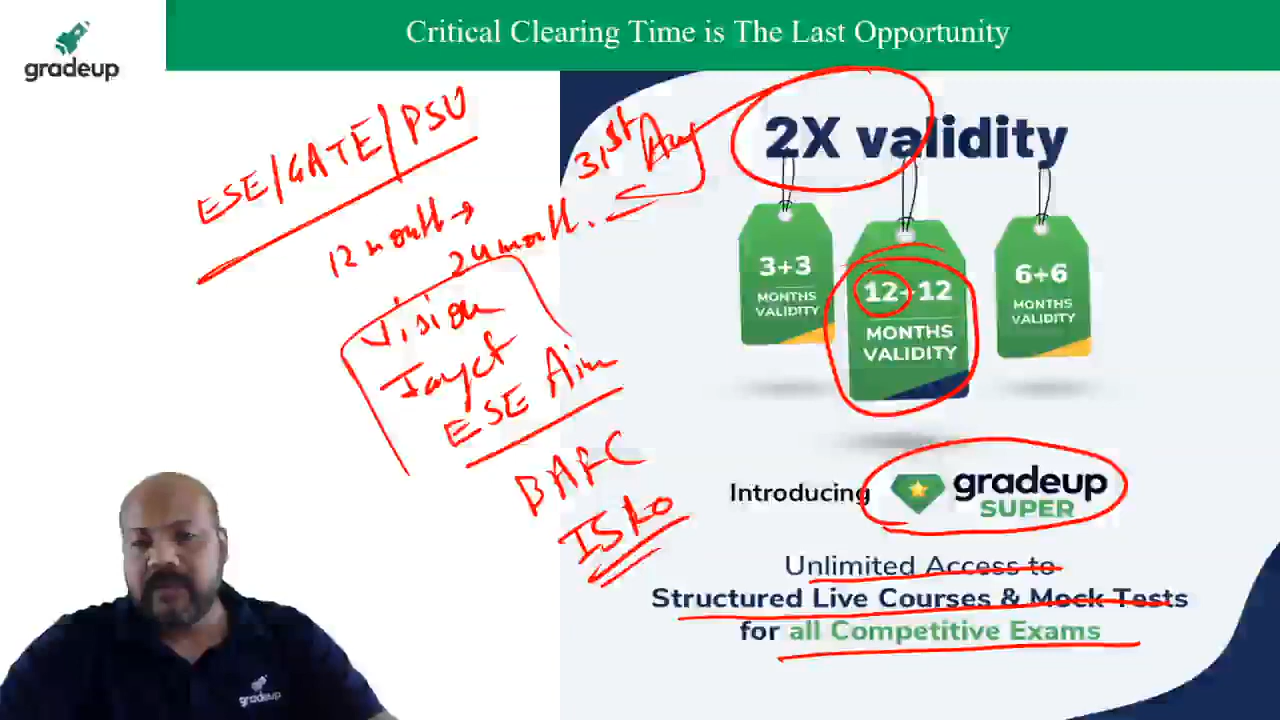 Critical Clearing Time is The Last Opportunity
gradeup
ESE/GATE/PSU
31st Aug
2X validity
12 month →
24 month.
3+3
MONTHS
VALIDITY
12+12
MONTHS
VALIDITY
6+6
MONTHS
VALIDITY
Vision
Target
ESE Aim
BARC
ISRO
Introducing gradeup
SUPER
Unlimited Access to
Structured Live Courses & Mock Tests
for all Competitive Exams
gradeup